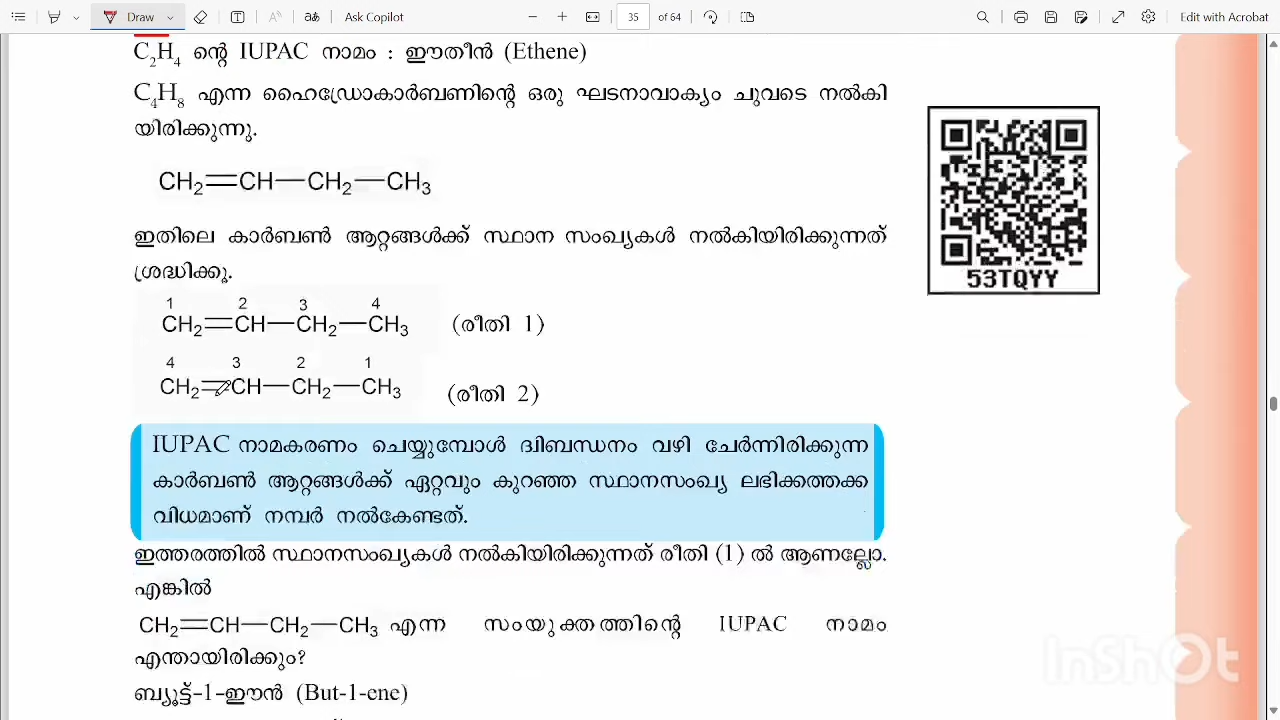 Draw
Ask Copilot
35 of 64
Edit with Acrobat
C₂H₄ ന്റെ IUPAC നാമം : ഈതീൻ (Ethene)
C₄H₈ എന്ന ഹൈഡ്രോകാർബണിന്റെ ഒരു ഘടനാവാക്യം ചുവടെ നൽകി
യിരിക്കുന്നു.
53TQYY
CH₂═CH—CH₂—CH₃
ഇതിലെ കാർബൺ ആറ്റങ്ങൾക്ക് സ്ഥാന സംഖ്യകൾ നൽകിയിരിക്കുന്നത്
ശ്രദ്ധിക്കൂ.
1 2 3 4
CH₂═CH—CH₂—CH₃ (രീതി 1)
4 3 2 1
CH₂═CH—CH₂—CH₃ (രീതി 2)
IUPAC നാമകരണം ചെയ്യുമ്പോൾ ദ്വിബന്ധനം വഴി ചേർന്നിരിക്കുന്ന
കാർബൺ ആറ്റങ്ങൾക്ക് ഏറ്റവും കുറഞ്ഞ സ്ഥാനസംഖ്യ ലഭിക്കത്തക്ക
വിധമാണ് നമ്പർ നൽകേണ്ടത്.
ഇത്തരത്തിൽ സ്ഥാനസംഖ്യകൾ നൽകിയിരിക്കുന്നത് രീതി (1) ൽ ആണല്ലോ.
എങ്കിൽ
CH₂═CH—CH₂—CH₃ എന്ന സംയുക്തത്തിന്റെ IUPAC നാമം
എന്തായിരിക്കും?
ബ്യൂട്ട്-1-ഈൻ (But-1-ene)
InShOt